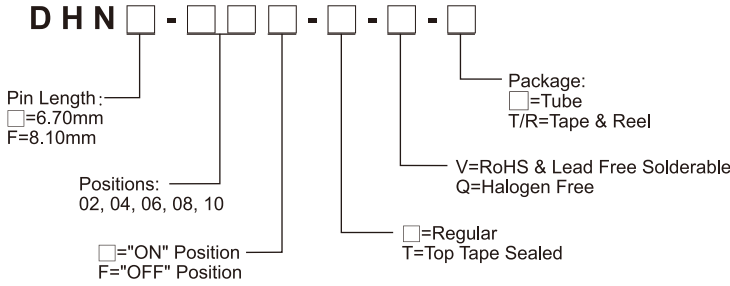 DHN□-□□□-□-□-□
Pin Length:
□=6.70mm
F=8.10mm
Package:
□=Tube
T/R=Tape & Reel
V=RoHS & Lead Free Solderable
Q=Halogen Free
Positions:
02, 04, 06, 08, 10
□=Regular
T=Top Tape Sealed
□="ON" Position
F="OFF" Position